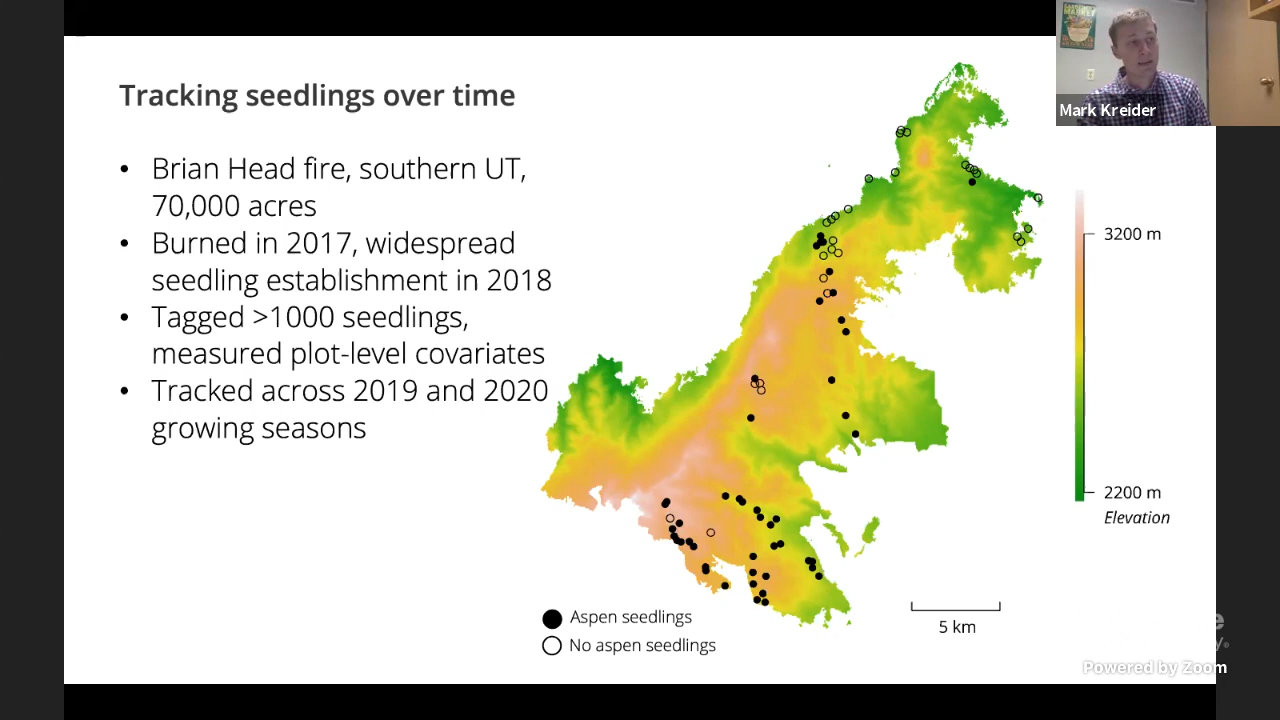 Tracking seedlings over time
• Brian Head fire, southern UT,
70,000 acres
• Burned in 2017, widespread
seedling establishment in 2018
• Tagged >1000 seedlings,
measured plot-level covariates
• Tracked across 2019 and 2020
growing seasons
Mark Kreider
3200 m
2200 m
Elevation
Aspen seedlings
No aspen seedlings
5 km
Powered by Zoom